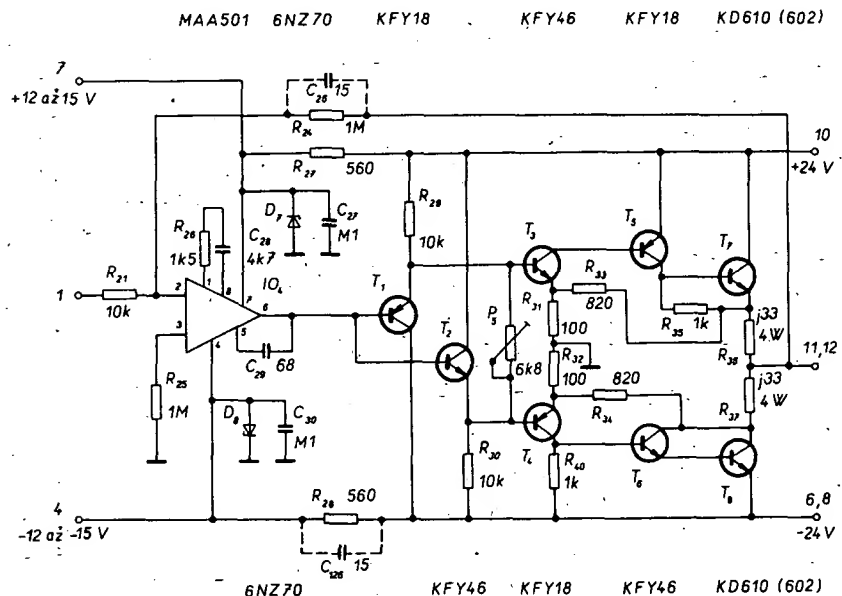 MAA501 6NZ70 KFY18 KFY46 KFY18 KD610 (602)
7
+12 až 15 V
C26 15
R24 1M
R27 560
10
+24 V
R26
1k5
C28
4k7
D7
C27
M1
R29
10k
T1
T2
T3
T5
T7
1
R21
10k
IO4
2
3
1
8
7
6
5
4
C29 68
R25
1M
D8
C30
M1
P5
6k8
R31
100
R32
100
R33
820
R35 1k
R36
j33
4W
11,12
R34
820
R37
j33
4W
R30
10k
T4
R40
1k
T6
T8
4
-12 až -15 V
R28 560
C126 15
6,8
-24V
6NZ70 KFY46 KFY18 KFY46 KD610 (602)